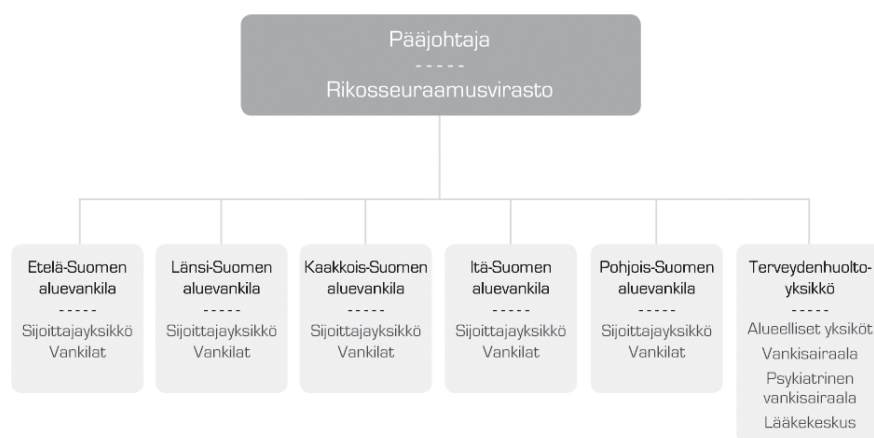 Pääjohtaja
-----
Rikosseuraamusvirasto
Etelä-Suomen
aluevankila
-----
Sijoittajayksikkö
Vankilat
Länsi-Suomen
aluevankila
-----
Sijoittajayksikkö
Vankilat
Kaakkois-Suomen
aluevankila
-----
Sijoittajayksikkö
Vankilat
Itä-Suomen
aluevankila
-----
Sijoittajayksikkö
Vankilat
Pohjois-Suomen
aluevankila
-----
Sijoittajayksikkö
Vankilat
Terveydenhuolto-
yksikkö
-----
Alueelliset yksiköt
Vankisairaala
Psykiatrinen
vankisairaala
Lääkekeskus